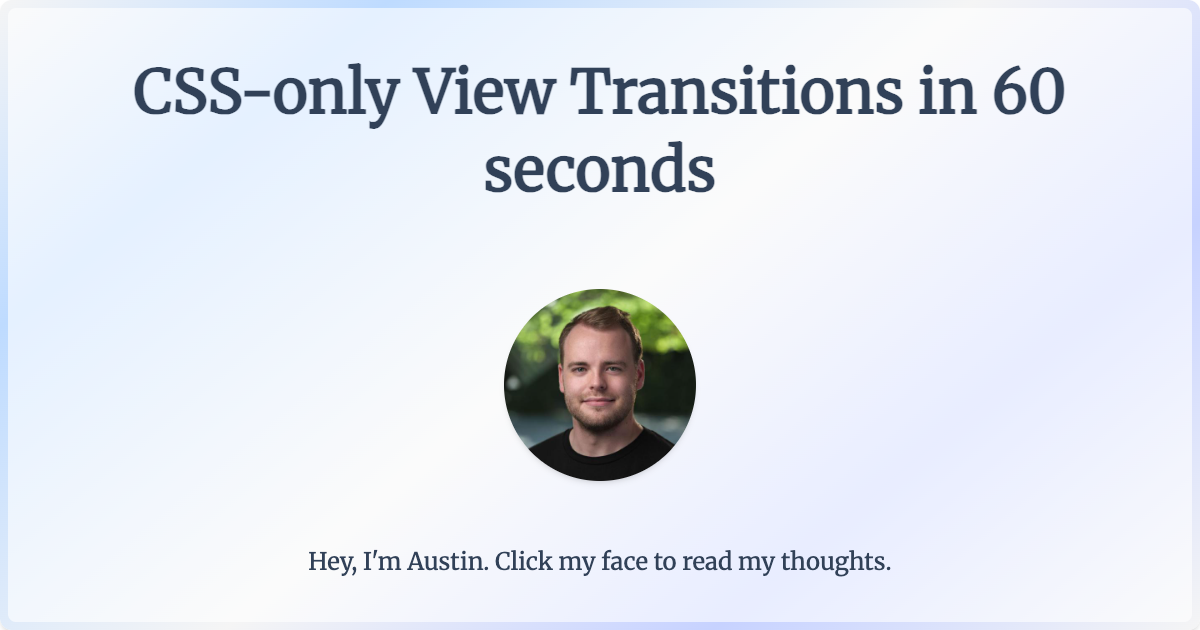 CSS-only View Transitions in 60
seconds
Hey, I'm Austin. Click my face to read my thoughts.